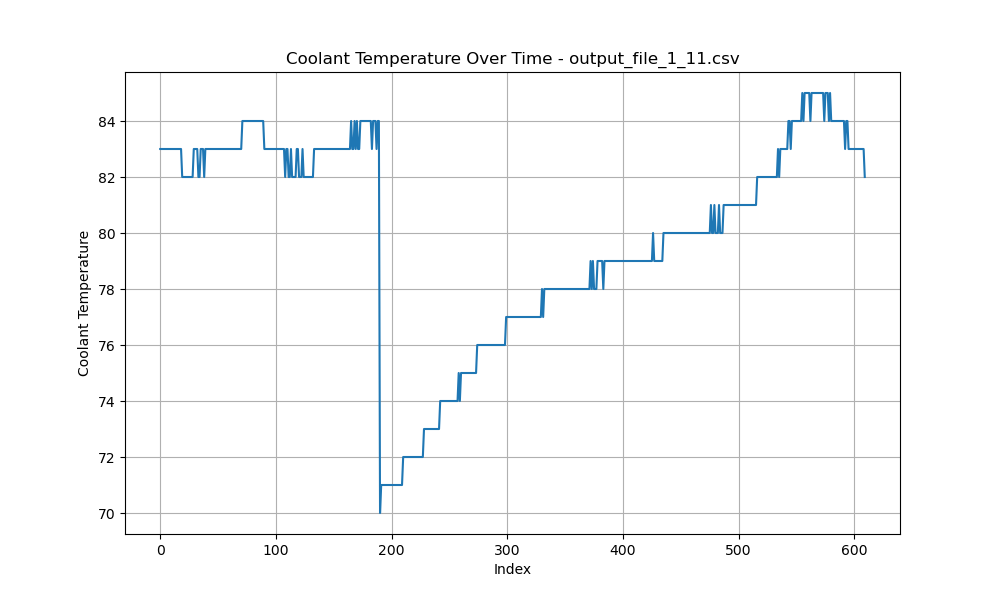 Coolant Temperature Over Time - output_file_1_11.csv
Coolant Temperature
84
82
80
78
76
74
72
70
0 100 200 300 400 500 600
Index